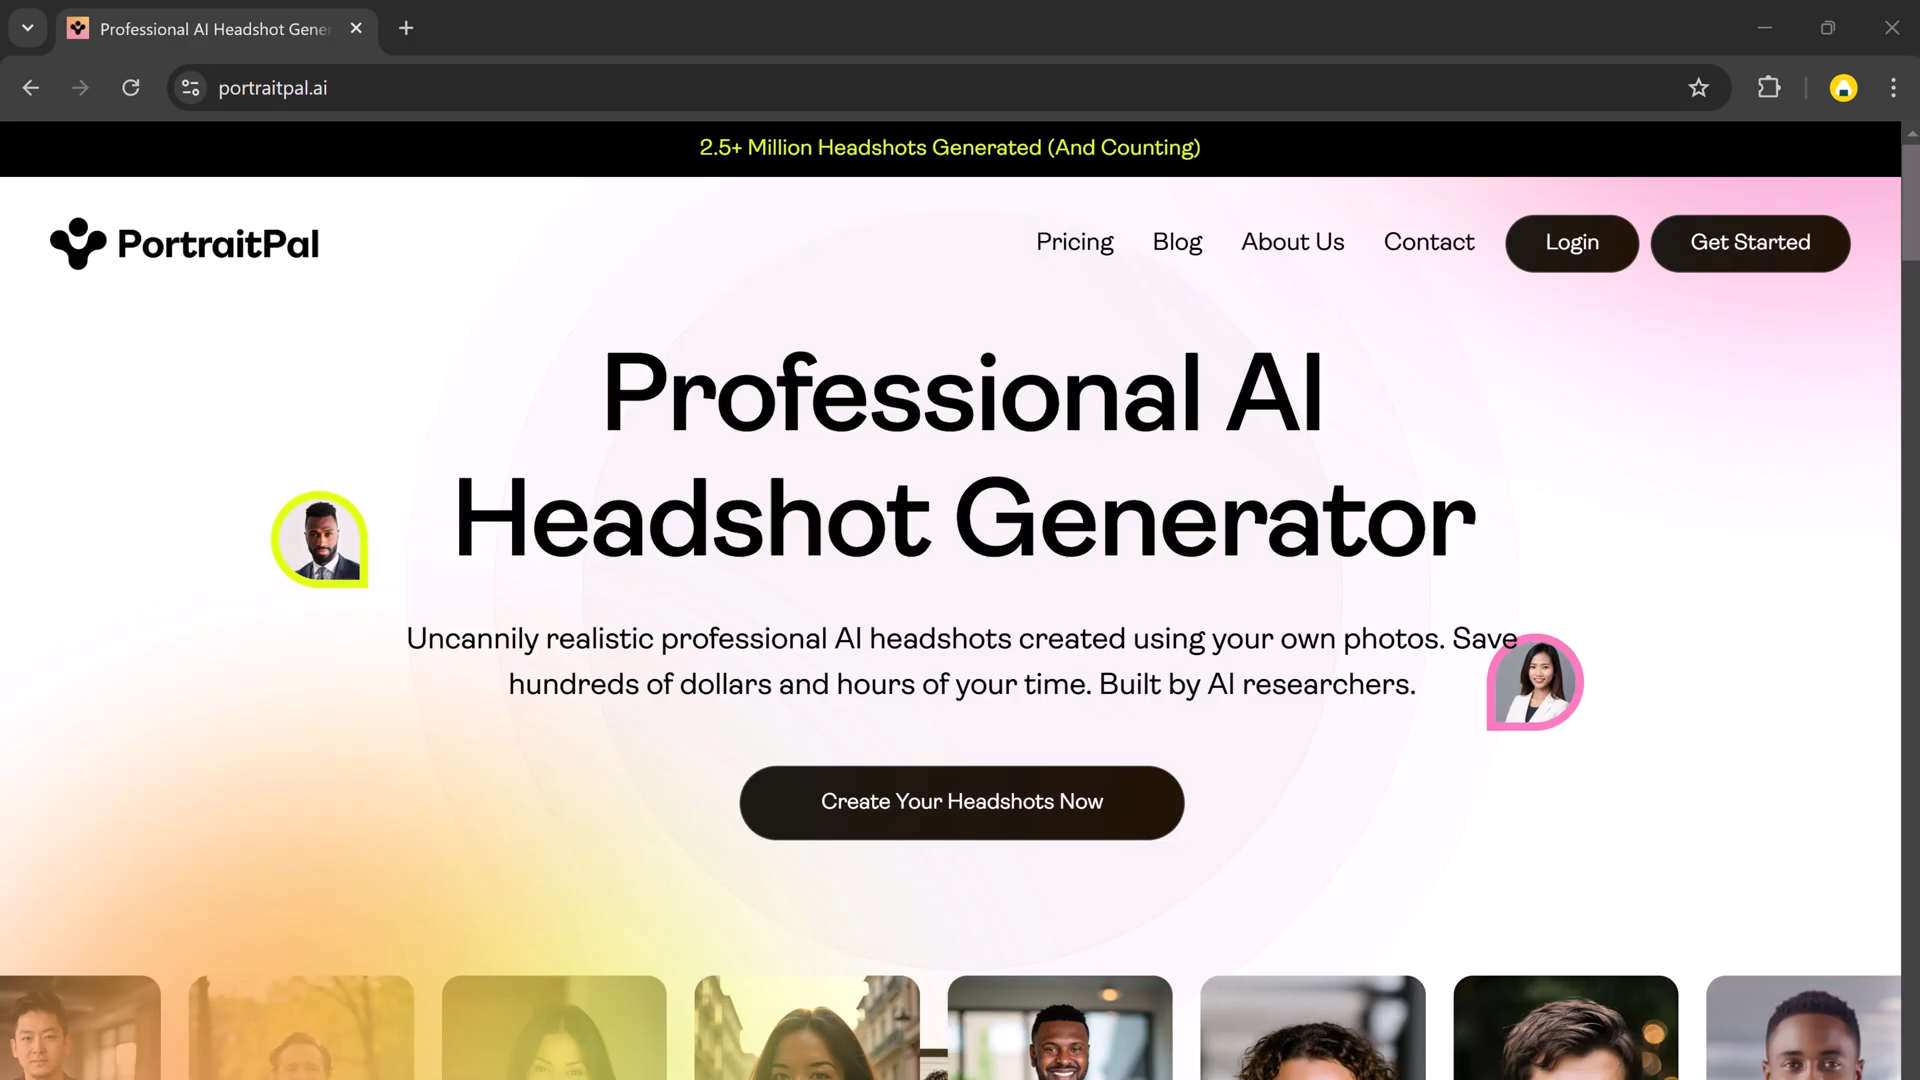 Professional AI Headshot Gener
portraitpal.ai
2.5+ Million Headshots Generated (And Counting)
PortraitPal
Pricing
Blog
About Us
Contact
Login
Get Started
Professional AI
Headshot Generator
Uncannily realistic professional AI headshots created using your own photos. Save
hundreds of dollars and hours of your time. Built by AI researchers.
Create Your Headshots Now